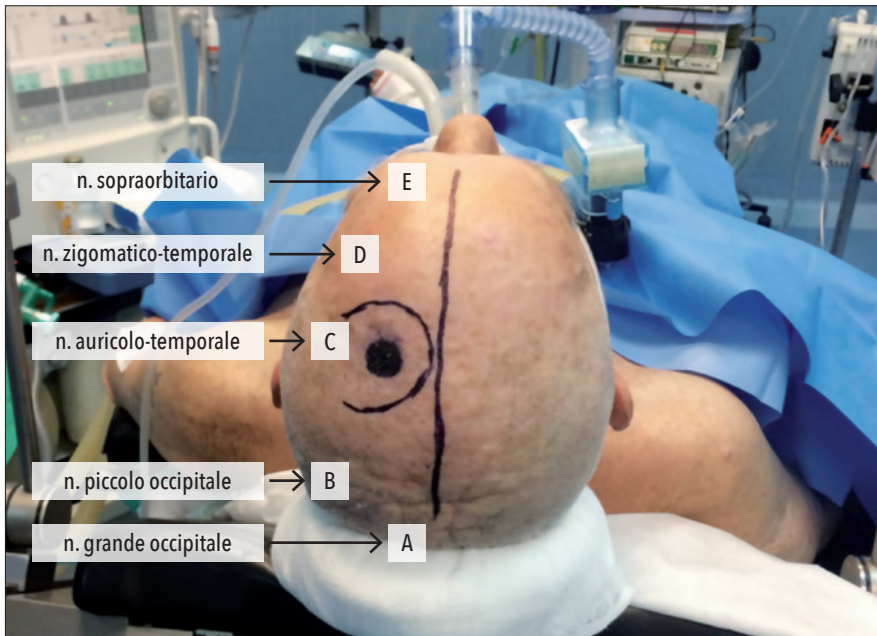 n. sopraorbitario E
n. zigomatico-temporale D
n. auricolo-temporale C
n. piccolo occipitale B
n. grande occipitale A